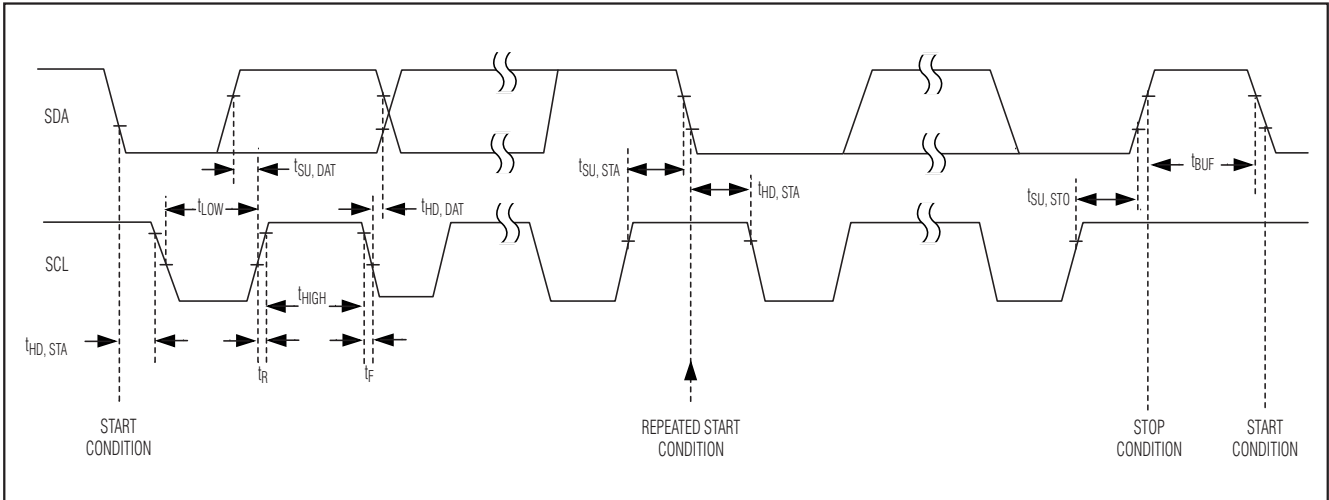 SDA
tSU, DAT
tSU, STA
tBUF
tHD, STA
tLOW
tHD, DAT
tSU, STO
SCL
tHIGH
tHD, STA
tR
tF
START
CONDITION
REPEATED START
CONDITION
STOP
CONDITION
START
CONDITION